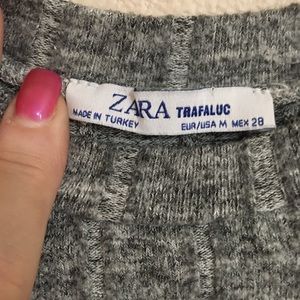 ZARA TRAFALUC
MADE IN TURKEY
EUR/USA M MEX 28